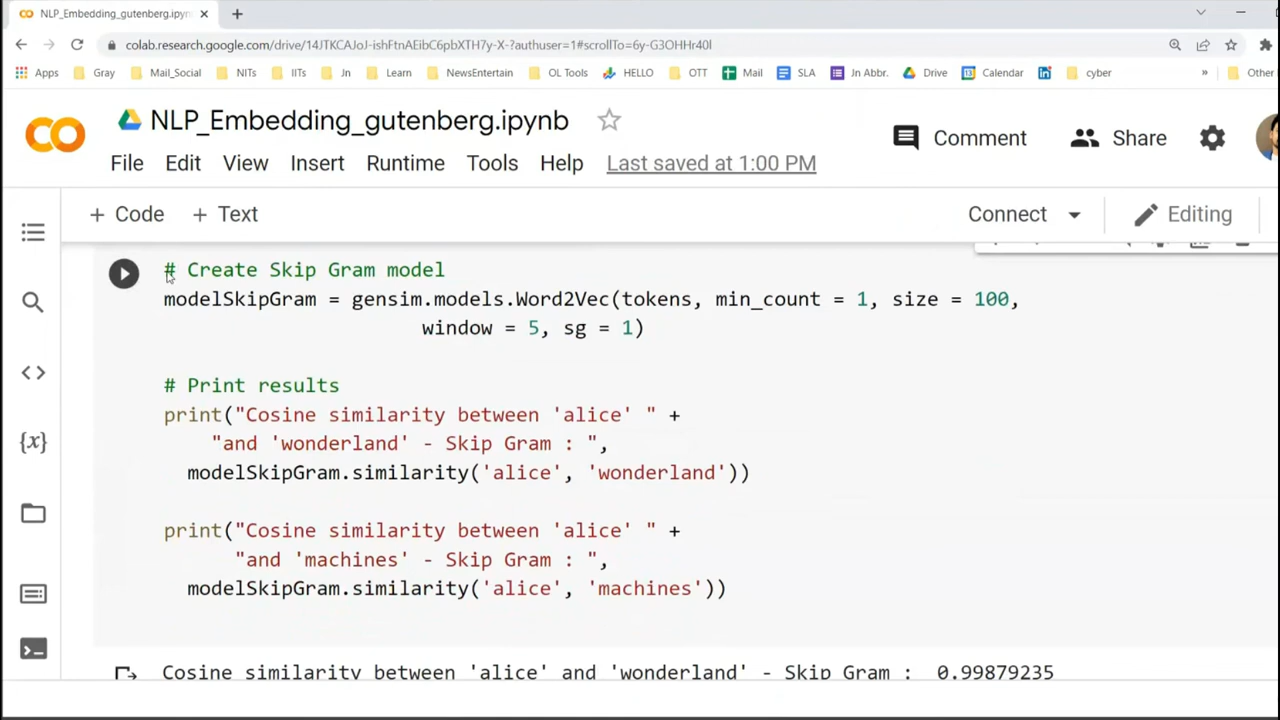 NLP_Embedding_gutenberg.ipyn
colab.research.google.com/drive/14JTKCAJoJ-ishFtnAEibC6pbXTH7y-X-?authuser=1#scrollTo=6y-G3OHHr40l
Apps Gray Mail_Social NITs IITs Jn Learn NewsEntertain OL Tools HELLO OTT Mail SLA Jn Abbr. Drive Calendar cyber » Other
NLP_Embedding_gutenberg.ipynb
Comment Share
File Edit View Insert Runtime Tools Help Last saved at 1:00 PM
+ Code + Text Connect Editing
# Create Skip Gram model
modelSkipGram = gensim.models.Word2Vec(tokens, min_count = 1, size = 100,
window = 5, sg = 1)
# Print results
print("Cosine similarity between 'alice' " +
"and 'wonderland' - Skip Gram : ",
modelSkipGram.similarity('alice', 'wonderland'))
print("Cosine similarity between 'alice' " +
"and 'machines' - Skip Gram : ",
modelSkipGram.similarity('alice', 'machines'))
Cosine similarity between 'alice' and 'wonderland' - Skip Gram : 0.99879235